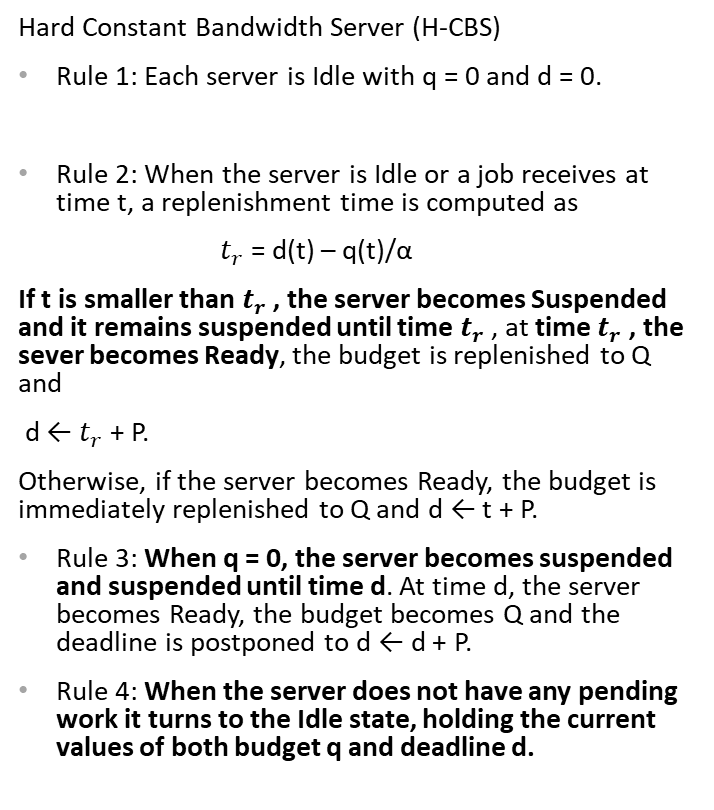 Hard Constant Bandwidth Server (H-CBS)
• Rule 1: Each server is Idle with q = 0 and d = 0.
• Rule 2: When the server is Idle or a job receives at
time t, a replenishment time is computed as
tᵣ = d(t) – q(t)/α
If t is smaller than tᵣ , the server becomes Suspended
and it remains suspended until time tᵣ , at time tᵣ , the
sever becomes Ready, the budget is replenished to Q
and
d ← tᵣ + P.
Otherwise, if the server becomes Ready, the budget is
immediately replenished to Q and d ← t + P.
• Rule 3: When q = 0, the server becomes suspended
and suspended until time d. At time d, the server
becomes Ready, the budget becomes Q and the
deadline is postponed to d ← d + P.
• Rule 4: When the server does not have any pending
work it turns to the Idle state, holding the current
values of both budget q and deadline d.